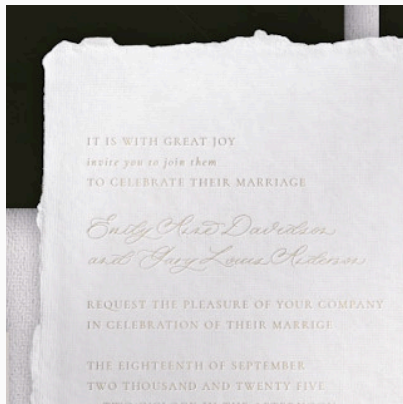 IT IS WITH GREAT JOY
invite you to join them
TO CELEBRATE THEIR MARRIAGE
Emily Anne Davidson
and Gary Louis Anderson
REQUEST THE PLEASURE OF YOUR COMPANY
IN CELEBRATION OF THEIR MARRIGE
THE EIGHTEENTH OF SEPTEMBER
TWO THOUSAND AND TWENTY FIVE